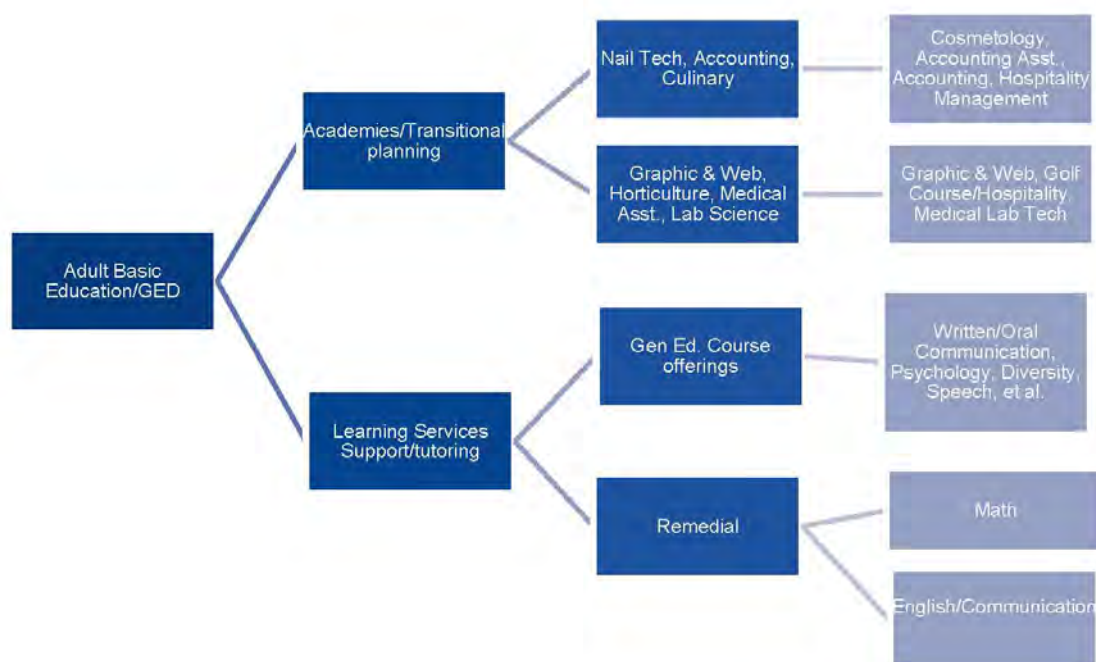 Adult Basic
Education/GED
Academies/Transitional
planning
Nail Tech, Accounting,
Culinary
Cosmetology,
Accounting Asst.,
Accounting, Hospitality
Management
Graphic & Web,
Horticulture, Medical
Asst., Lab Science
Graphic & Web, Golf
Course/Hospitality,
Medical Lab Tech
Learning Services
Support/tutoring
Gen Ed. Course
offerings
Written/Oral
Communication,
Psychology, Diversity,
Speech, et al.
Remedial
Math
English/Communication